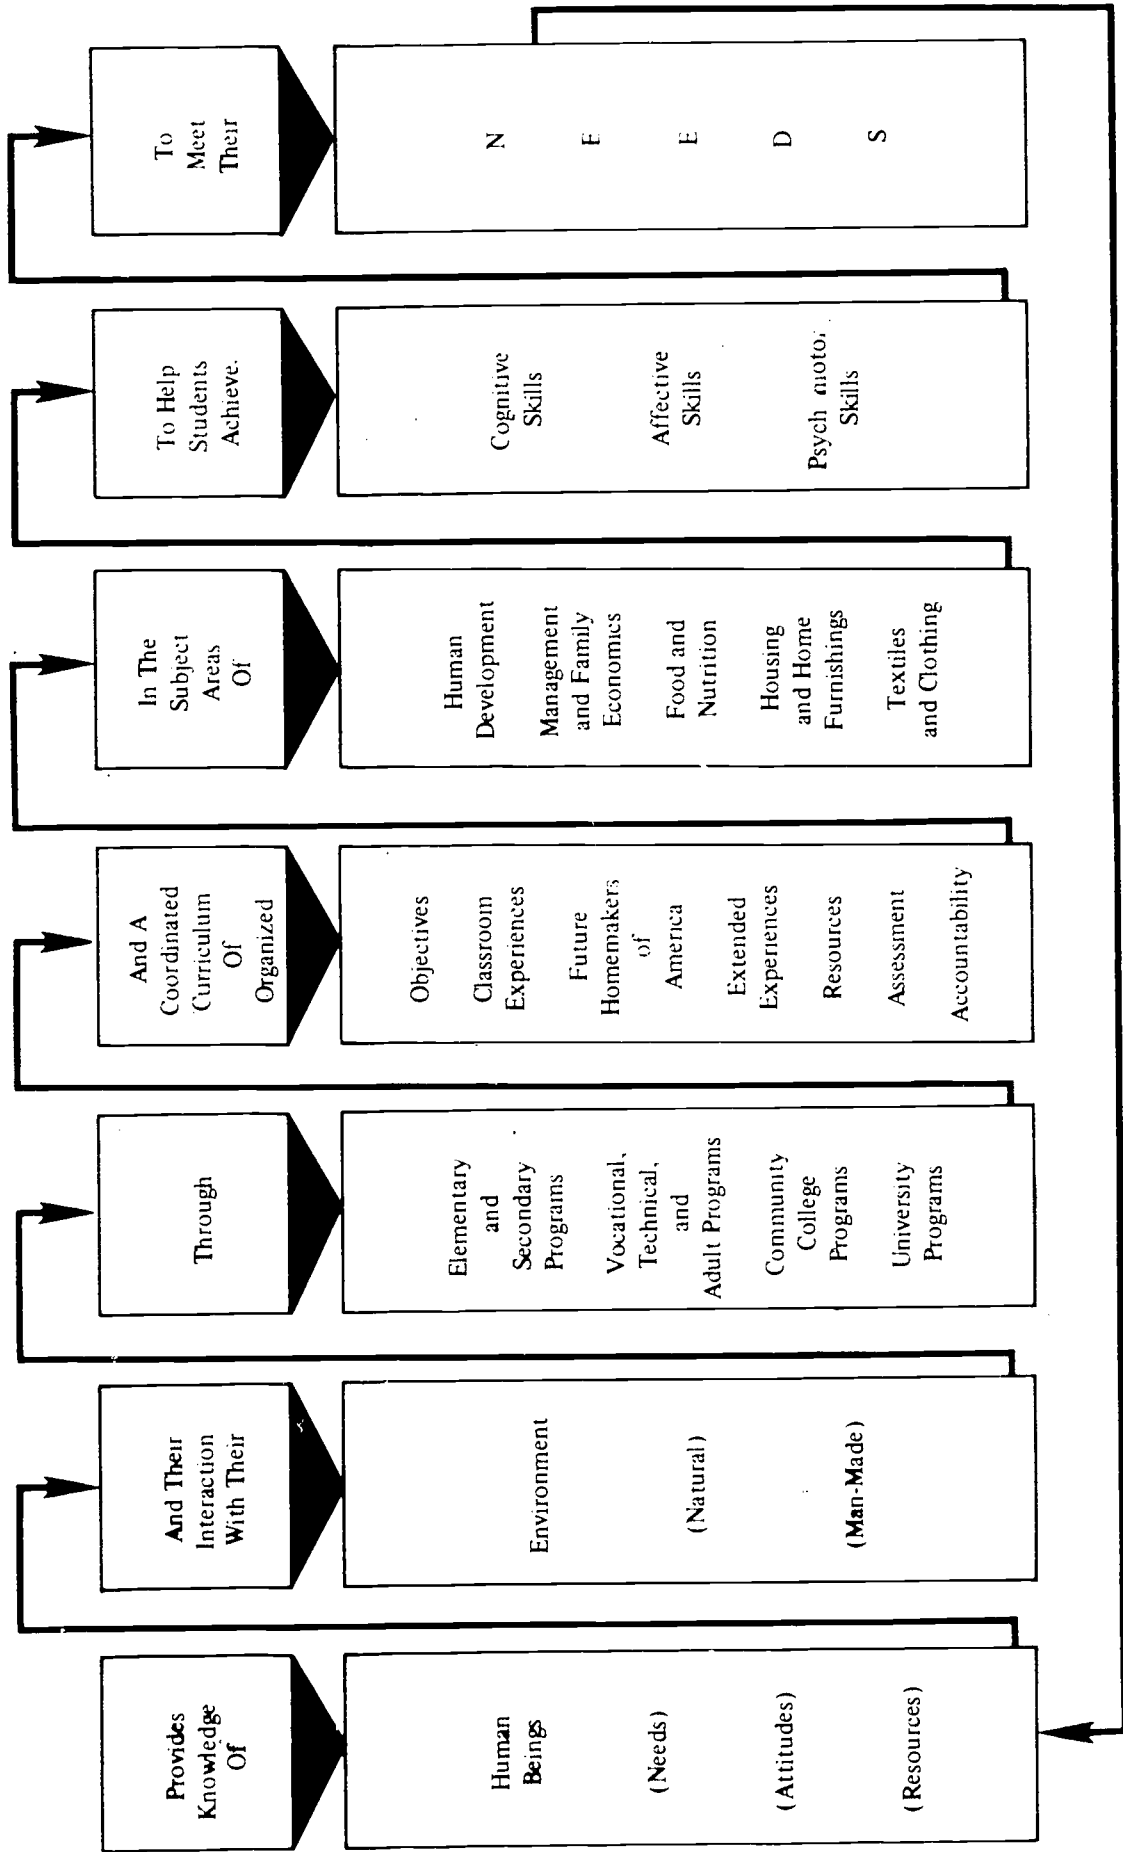 Provides
Knowledge
Of
Human
Beings
(Needs)
(Attitudes)
(Resources)
And Their
Interaction
With Their
Environment
(Natural)
(Man-Made)
Through
Elementary
and
Secondary
Programs
Vocational,
Technical,
and
Adult Programs
Community
College
Programs
University
Programs
And A
Coordinated
Curriculum
Of
Organized
Objectives
Classroom
Experiences
Future
Homemakers
of
America
Extended
Experiences
Resources
Assessment
Accountability
In The
Subject
Areas
Of
Human
Development
Management
and Family
Economics
Food and
Nutrition
Housing
and Home
Furnishings
Textiles
and Clothing
To Help
Students
Achieve.
Cognitive
Skills
Affective
Skills
Psych motor
Skills
To
Meet
Their
N
E
E
D
S